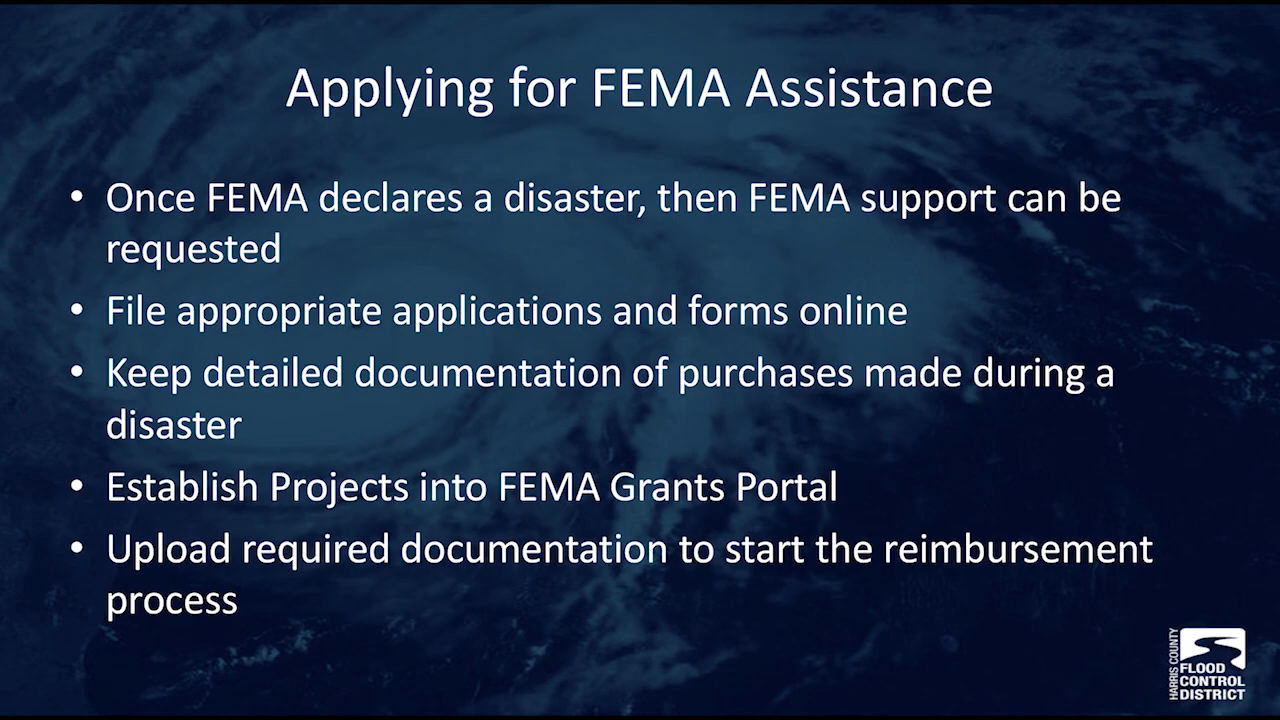 Applying for FEMA Assistance
• Once FEMA declares a disaster, then FEMA support can be
requested
• File appropriate applications and forms online
• Keep detailed documentation of purchases made during a
disaster
• Establish Projects into FEMA Grants Portal
• Upload required documentation to start the reimbursement
process
HARRIS COUNTY
FLOOD
CONTROL
DISTRICT